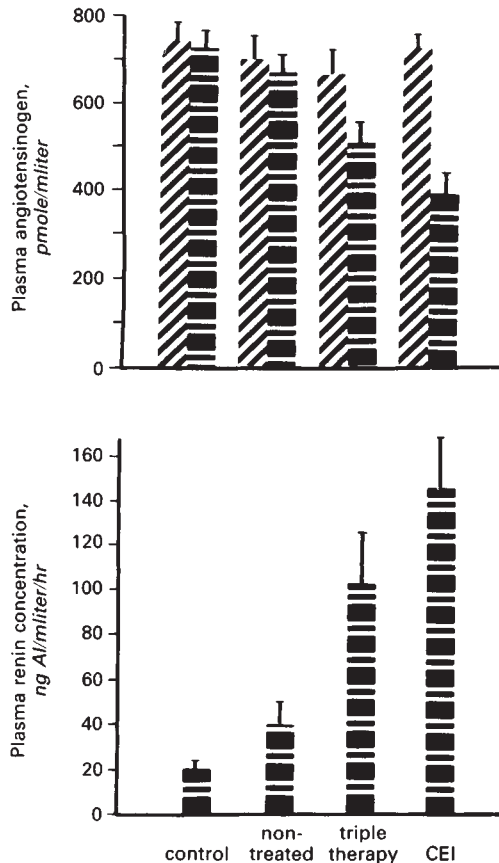 800
600
400
200
0
Plasma angiotensinogen,
pmole/mliter
160
140
120
100
80
60
40
20
0
Plasma renin concentration,
ng AI/mliter/hr
control
non-
treated
triple
therapy
CEI